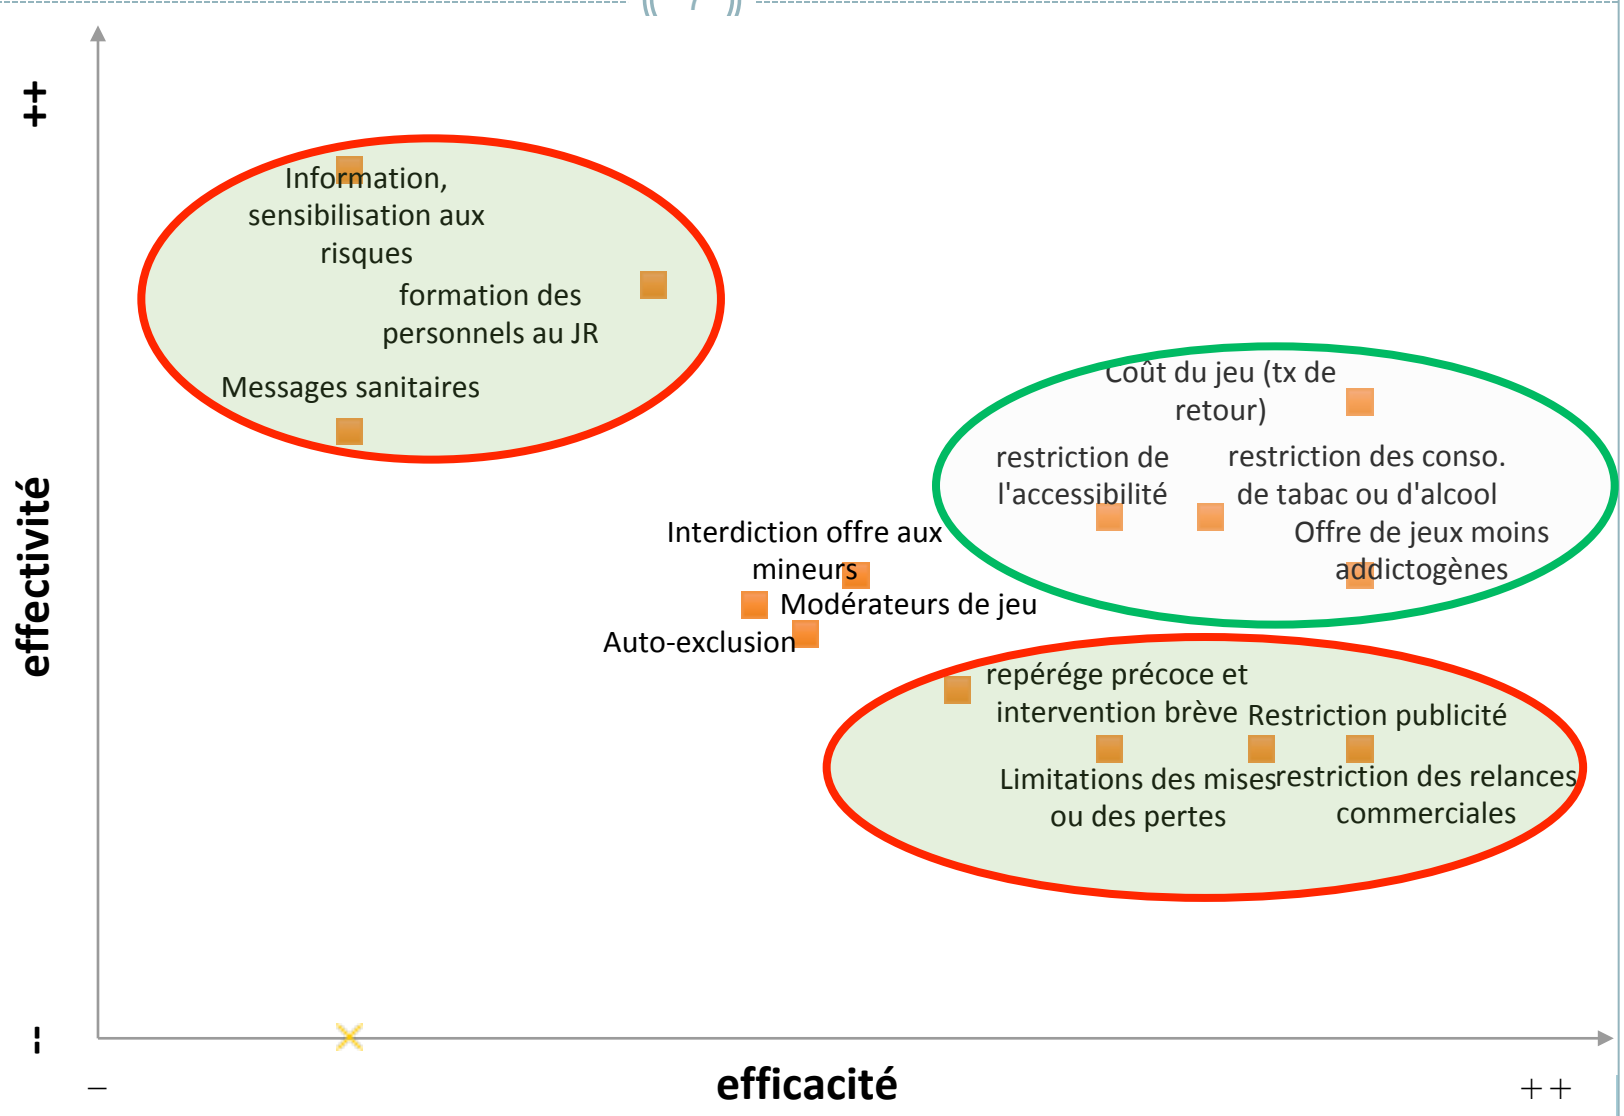 7
++
Information,
sensibilisation aux
risques
formation des
personnels au JR
Messages sanitaires
Coût du jeu (tx de
retour)
restriction de
l'accessibilité
restriction des conso.
de tabac ou d'alcool
Offre de jeux moins
addictogènes
Interdiction offre aux
mineurs
Modérateurs de jeu
Auto-exclusion
effectivité
repérége précoce et
intervention brève
Restriction publicité
Limitations des mises
ou des pertes
restriction des relances
commerciales
--
–
efficacité
++